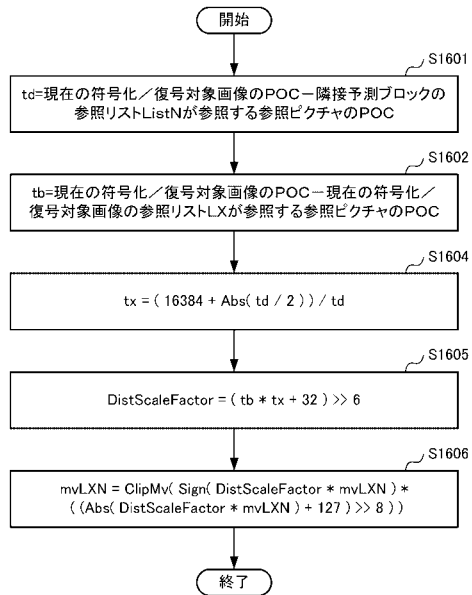 開始
S1601
td=現在の符号化／復号対象画像のPOC－隣接予測ブロックの
参照リストListNが参照する参照ピクチャのPOC
S1602
tb=現在の符号化／復号対象画像のPOC－現在の符号化／
復号対象画像の参照リストLXが参照する参照ピクチャのPOC
S1604
tx = ( 16384 + Abs( td / 2 ) ) / td
S1605
DistScaleFactor = ( tb * tx + 32 ) >> 6
S1606
mvLXN = ClipMv( Sign( DistScaleFactor * mvLXN ) *
( (Abs( DistScaleFactor * mvLXN ) + 127 ) >> 8 ) )
終了